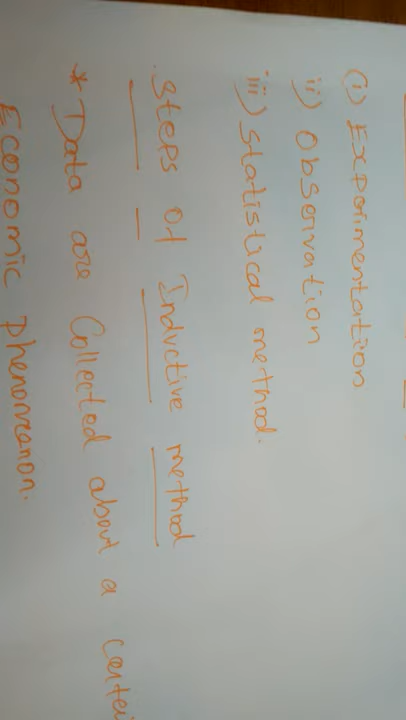 (i) Experimentation
ii) Observation
iii) Statistical method.
Steps of Inductive method
* Data are Collected about a
Economic phenomenon.